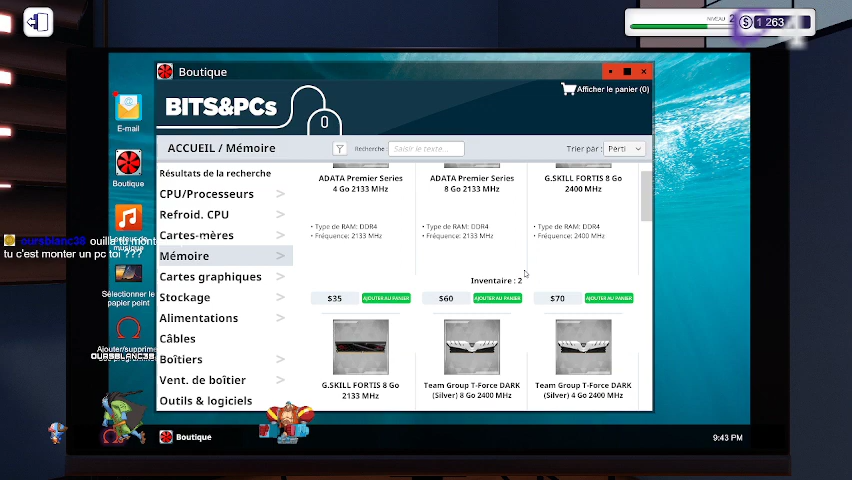 NIVEAU 2
$ 1 263
Boutique
BITS&PCs
Afficher le panier (0)
ACCUEIL / Mémoire
Recherche
Saisir le texte...
Trier par :
Perti
Résultats de la recherche
CPU/Processeurs
Refroid. CPU
Cartes-mères
Mémoire
Cartes graphiques
Stockage
Alimentations
Câbles
Boîtiers
Vent. de boîtier
Outils & logiciels
ADATA Premier Series
4 Go 2133 MHz
• Type de RAM: DDR4
• Fréquence: 2133 MHz
$35
AJOUTER AU PANIER
ADATA Premier Series
8 Go 2133 MHz
• Type de RAM: DDR4
• Fréquence: 2133 MHz
Inventaire : 2
$60
AJOUTER AU PANIER
G.SKILL FORTIS 8 Go
2400 MHz
• Type de RAM: DDR4
• Fréquence: 2400 MHz
$70
AJOUTER AU PANIER
G.SKILL FORTIS 8 Go
2133 MHz
Team Group T-Force DARK
(Silver) 8 Go 2400 MHz
Team Group T-Force DARK
(Silver) 4 Go 2400 MHz
E-mail
Boutique
musique
oursblanc38 ouilla tu mont
tu c'est monter un pc toi ???
Sélectionner le
papier peint
Ajouter/supprime
OURSBLANC38
Boutique
9:43 PM